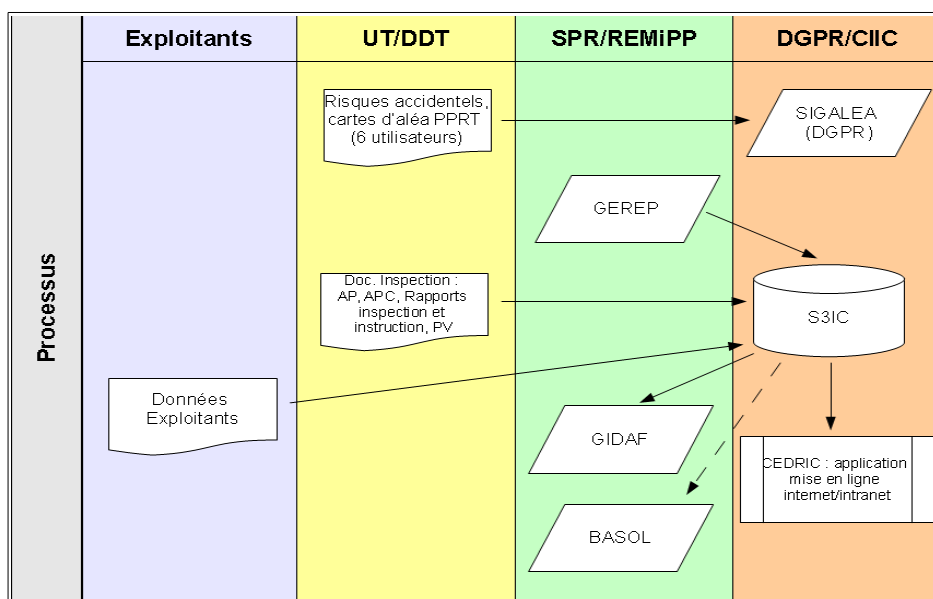 Exploitants
UT/DDT
SPR/REMiPP
DGPR/CIIC
Processus
Risques accidentels,
cartes d'aléa PPRT
(6 utilisateurs)
SIGALEA
(DGPR)
GEREP
Doc. Inspection :
AP, APC, Rapports
inspection et
instruction, PV
S3IC
Données
Exploitants
GIDAF
CEDRIC : application
mise en ligne
internet/intranet
BASOL